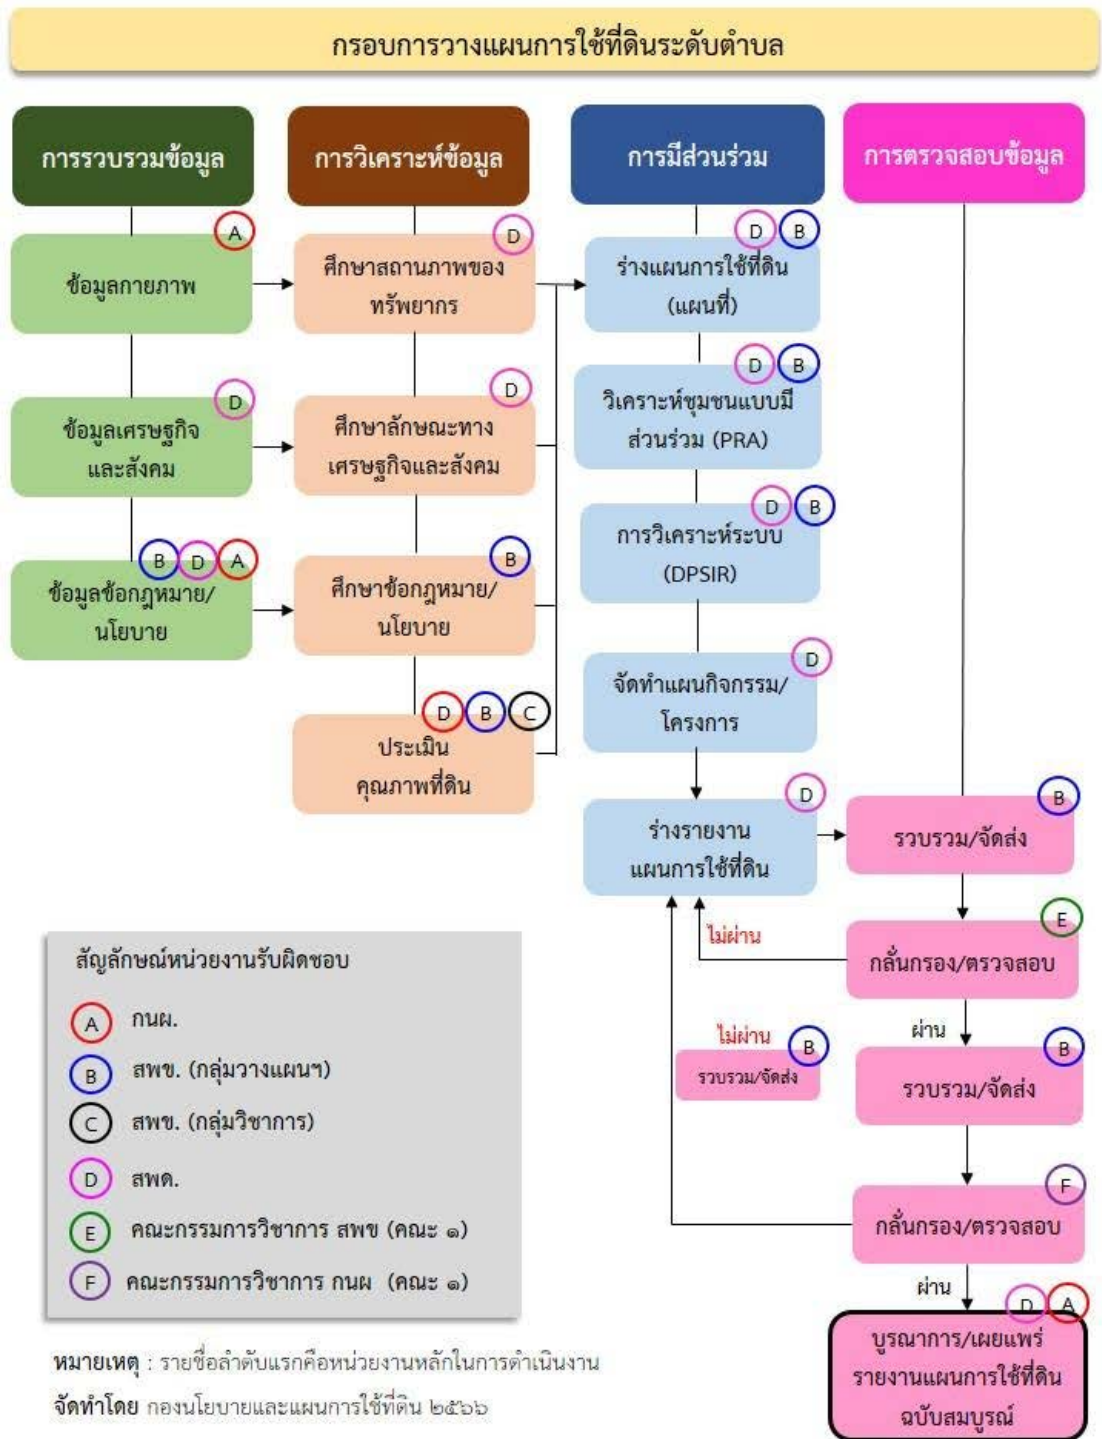 กรอบการวางแผนการใช้ที่ดินระดับตำบล
การรวบรวมข้อมูล
A
ข้อมูลกายภาพ
D
ข้อมูลเศรษฐกิจ
และสังคม
B D A
ข้อมูลข้อกฎหมาย/
นโยบาย
การวิเคราะห์ข้อมูล
D
ศึกษาสถานภาพของ
ทรัพยากร
D
ศึกษาลักษณะทาง
เศรษฐกิจและสังคม
B
ศึกษาข้อกฎหมาย/
นโยบาย
D B C
ประเมิน
คุณภาพที่ดิน
การมีส่วนร่วม
D B
ร่างแผนการใช้ที่ดิน
(แผนที่)
D B
วิเคราะห์ชุมชนแบบมี
ส่วนร่วม (PRA)
D B
การวิเคราะห์ระบบ
(DPSIR)
D
จัดทำแผนกิจกรรม/
โครงการ
D
ร่างรายงาน
แผนการใช้ที่ดิน
การตรวจสอบข้อมูล
B
รวบรวม/จัดส่ง
E
กลั่นกรอง/ตรวจสอบ
ไม่ผ่าน
ผ่าน
B
รวบรวม/จัดส่ง
F
กลั่นกรอง/ตรวจสอบ
ไม่ผ่าน
B
รวบรวม/จัดส่ง
ผ่าน
D A
บูรณาการ/เผยแพร่
รายงานแผนการใช้ที่ดิน
ฉบับสมบูรณ์
สัญลักษณ์หน่วยงานรับผิดชอบ
A กนผ.
B สพข. (กลุ่มวางแผนฯ)
C สพข. (กลุ่มวิชาการ)
D สพด.
E คณะกรรมการวิชาการ สพข (คณะ ๑)
F คณะกรรมการวิชาการ กนผ (คณะ ๑)
หมายเหตุ : รายชื่อลำดับแรกคือหน่วยงานหลักในการดำเนินงาน
จัดทำโดย กองนโยบายและแผนการใช้ที่ดิน ๒๕๖๖